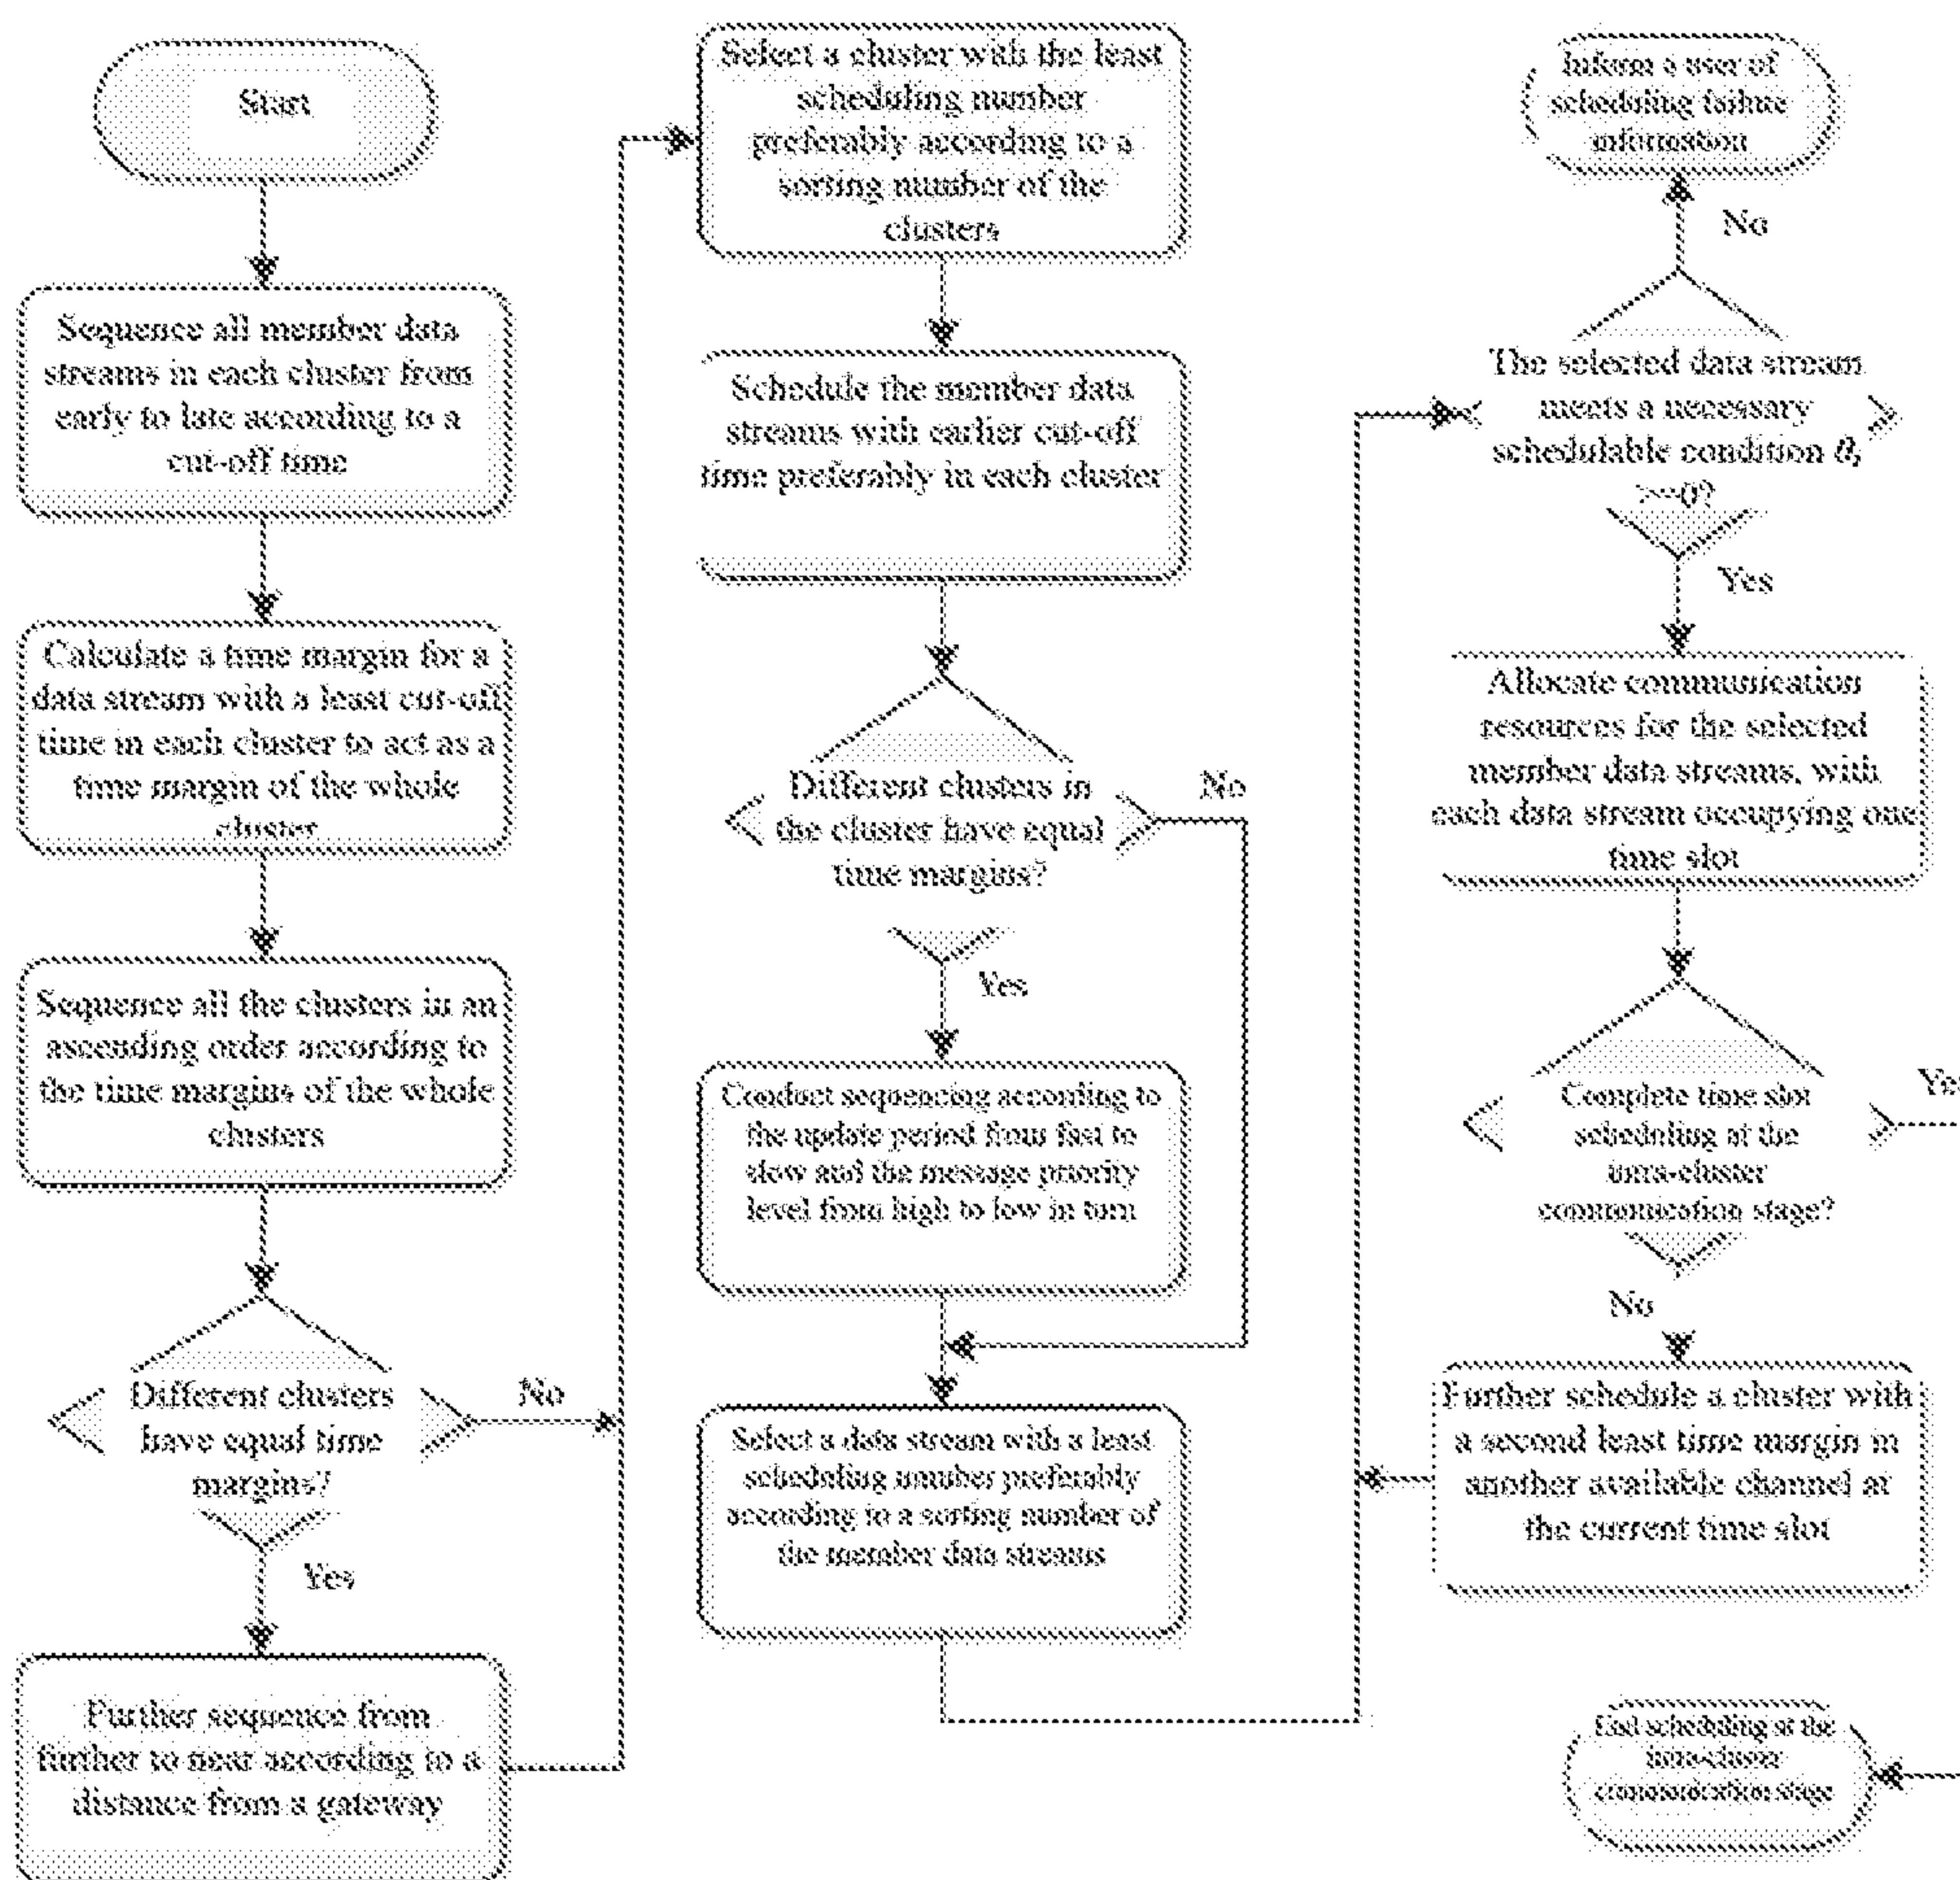 Start
Sequence all member data
streams in each cluster from
early to late according to a
cut-off time
Calculate a time margin for a
data stream with a least cut-off
time in each cluster to act as a
time margin of the whole
cluster
Sequence all the clusters in an
ascending order according to
the time margins of the whole
clusters
Different clusters
have equal time
margins?
No
Yes
Further sequence from
further to near according to a
distance from a gateway
Select a cluster with the least
scheduling number
preferably according to a
sorting number of the
clusters
Schedule the member data
streams with earlier cut-off
time preferably in each cluster
Different clusters in
the cluster have equal
time margins?
No
Yes
Conduct sequencing according to
the update period from fast to
slow and the message priority
level from high to low in turn
Select a data stream with a least
scheduling number preferably
according to a sorting number of
the member data streams
Inform a user of
scheduling failure
information
No
The selected data stream
meets a necessary
schedulable condition
>=0?
Yes
Allocate communication
resources for the selected
member data streams, with
each data stream occupying one
time slot
Complete time slot
scheduling at the
intra-cluster
communication stage?
Yes
No
Further schedule a cluster with
a second least time margin in
another available channel at
the current time slot
End scheduling at the
intra-cluster
communication stage